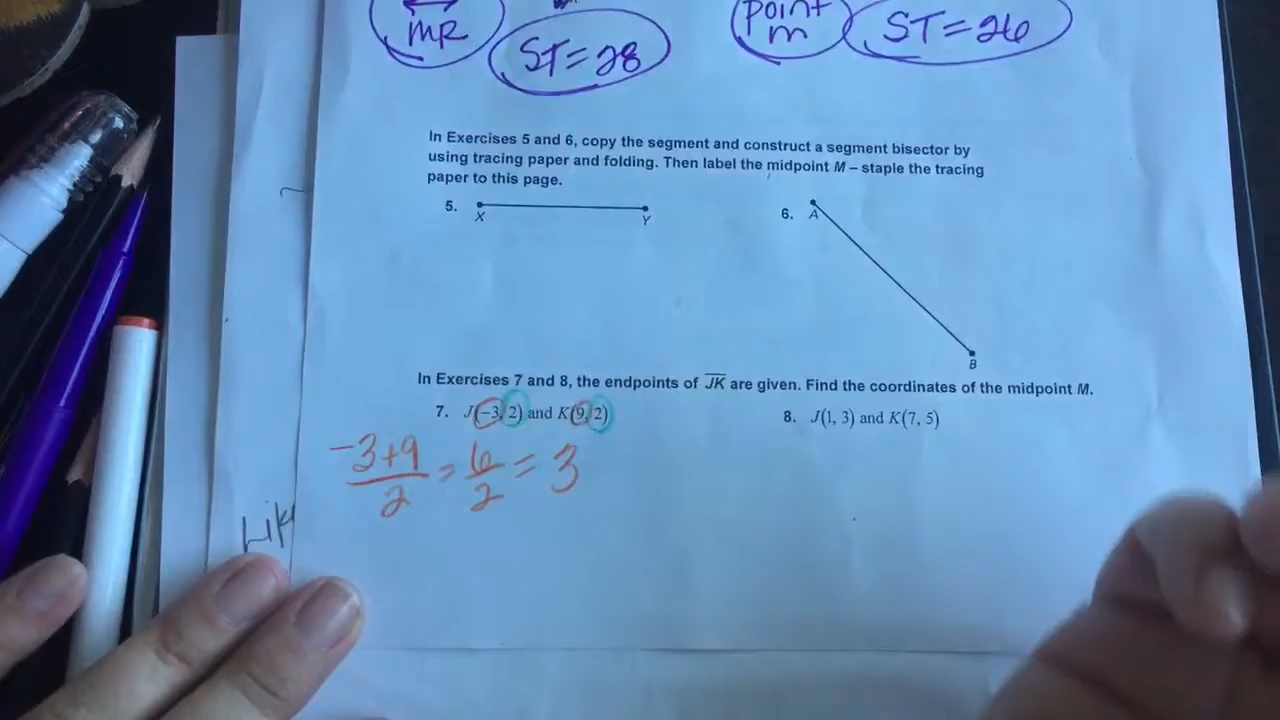 MR
ST=28
point
m
ST=26
In Exercises 5 and 6, copy the segment and construct a segment bisector by
using tracing paper and folding. Then label the midpoint M – staple the tracing
paper to this page.
5.
X
Y
6.
A
B
In Exercises 7 and 8, the endpoints of JK are given. Find the coordinates of the midpoint M.
7. J(−3, 2) and K(9, 2)
8. J(1, 3) and K(7, 5)
-3+9/2 = 6/2 = 3